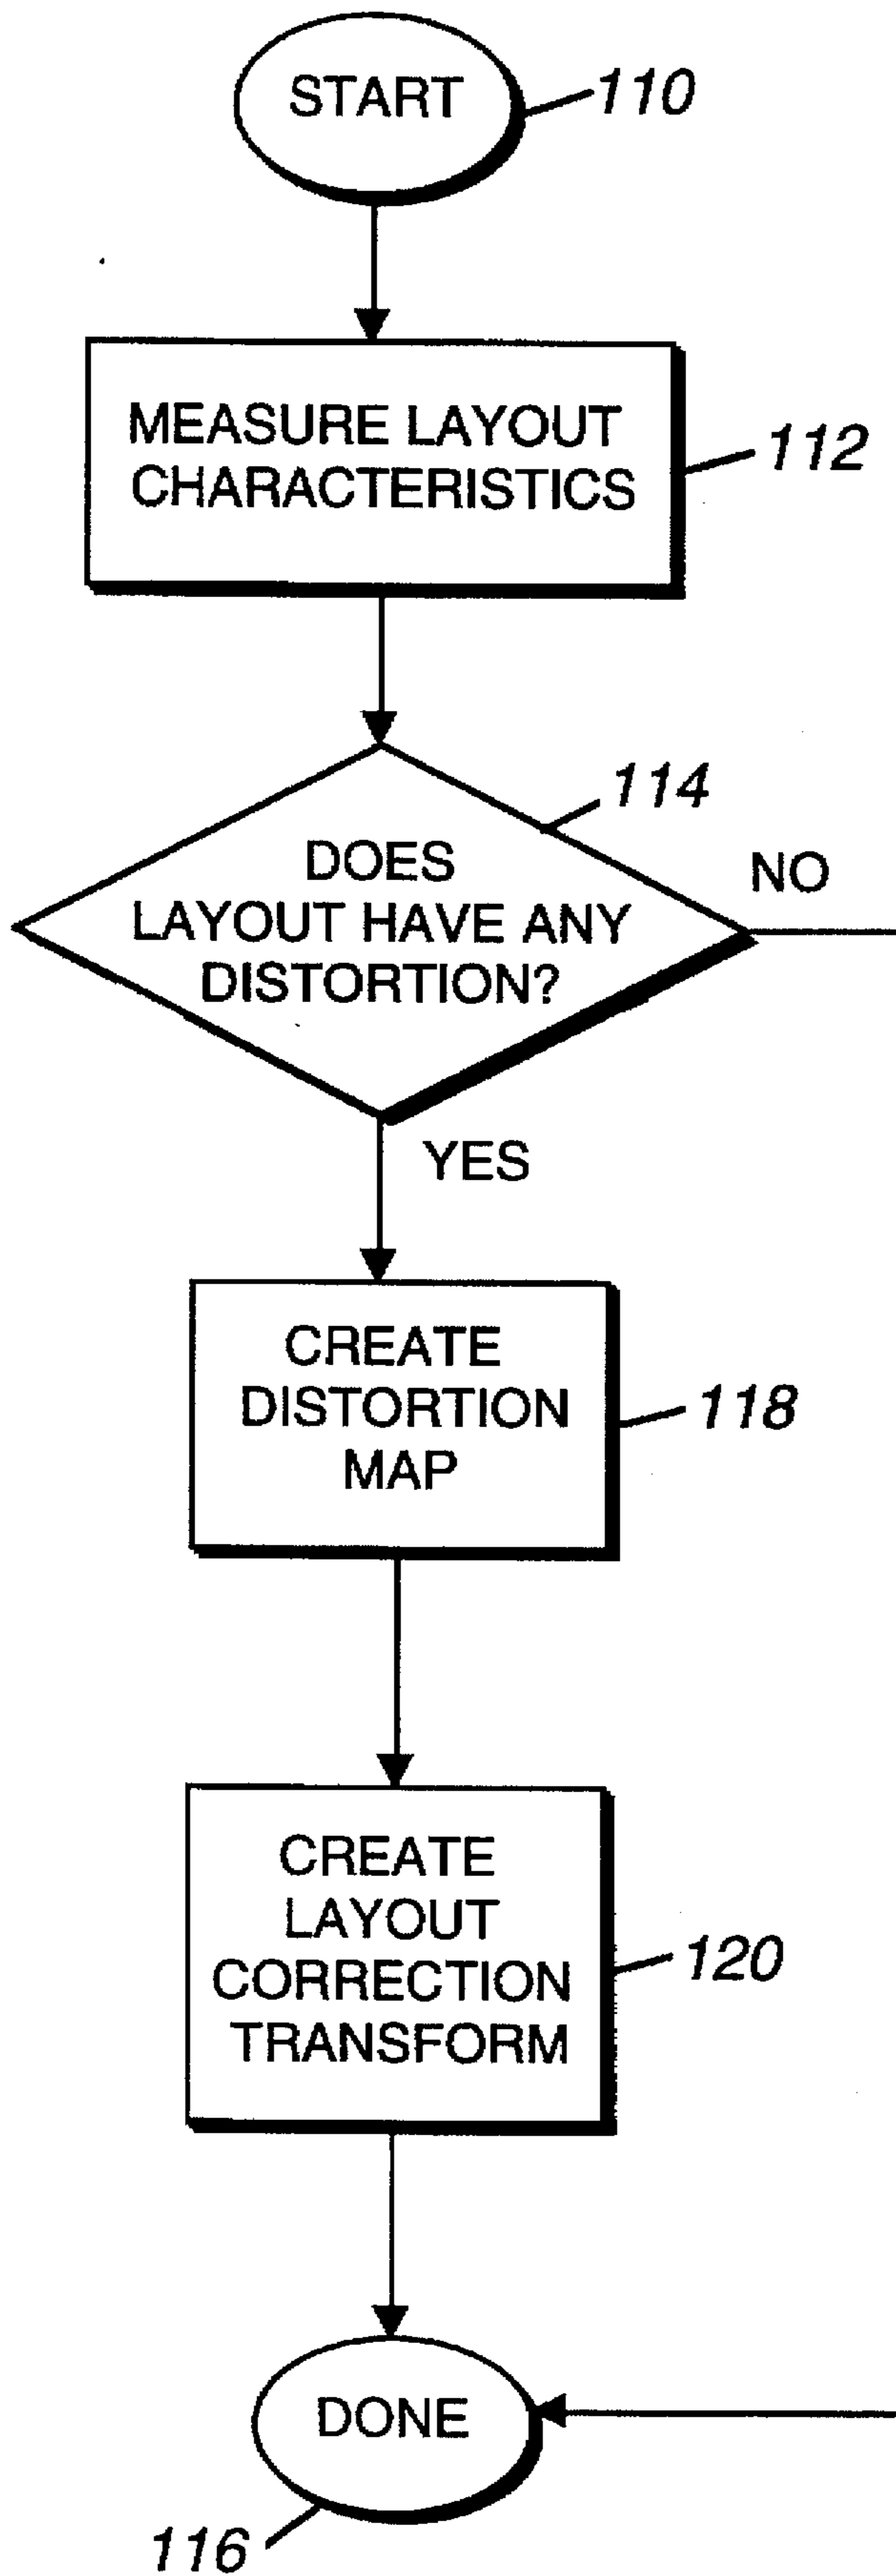 START
110
MEASURE LAYOUT
CHARACTERISTICS
112
114
DOES
LAYOUT HAVE ANY
DISTORTION?
NO
YES
CREATE
DISTORTION
MAP
118
CREATE
LAYOUT
CORRECTION
TRANSFORM
120
DONE
116